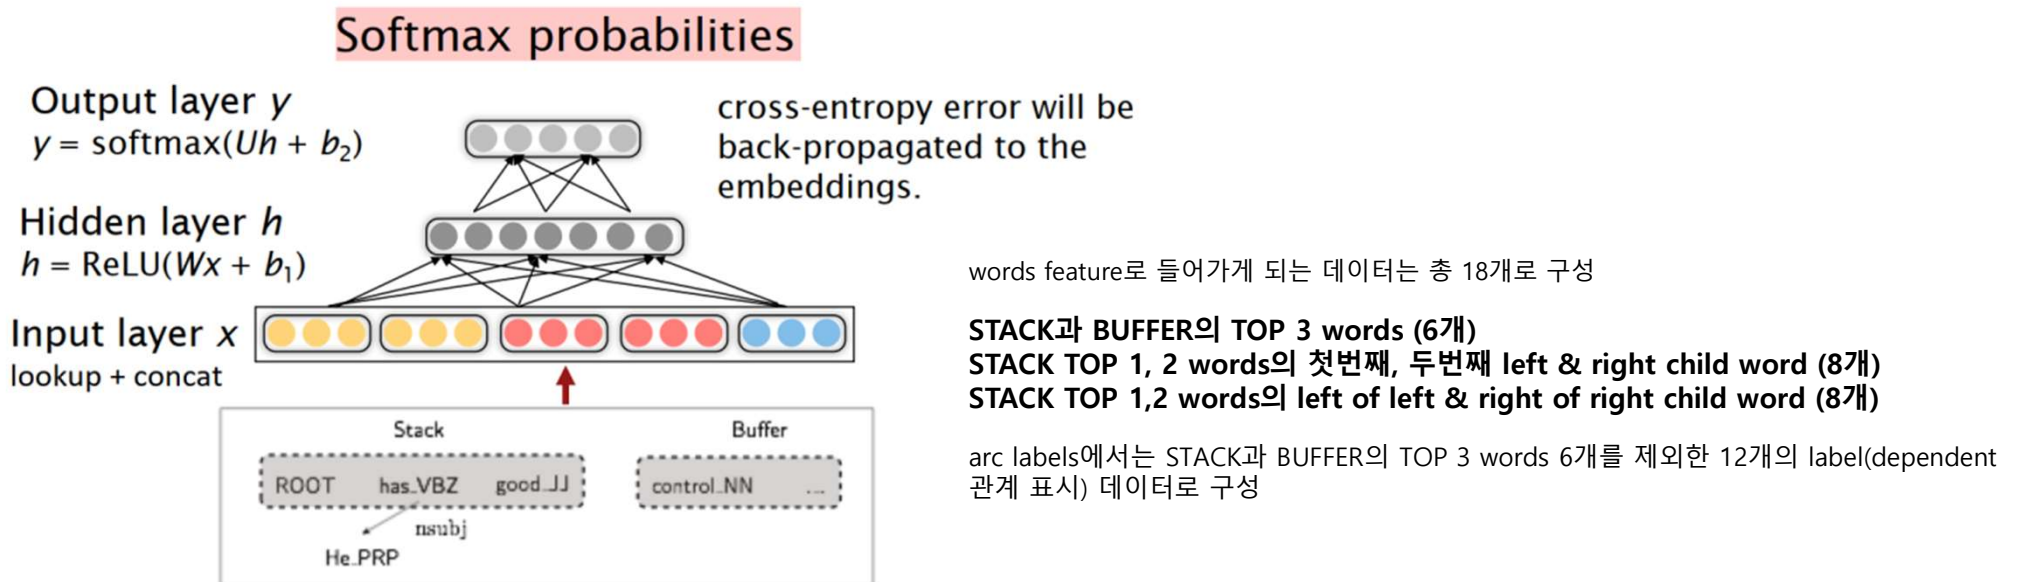 Softmax probabilities
Output layer y
y = softmax(Uh + b₂)
cross-entropy error will be
back-propagated to the
embeddings.
Hidden layer h
h = ReLU(Wx + b₁)
Input layer x
lookup + concat
Stack
Buffer
ROOT has_VBZ good_JJ
control_NN ...
nsubj
He_PRP
words feature로 들어가게 되는 데이터는 총 18개로 구성
STACK과 BUFFER의 TOP 3 words (6개)
STACK TOP 1, 2 words의 첫번째, 두번째 left & right child word (8개)
STACK TOP 1,2 words의 left of left & right of right child word (8개)
arc labels에서는 STACK과 BUFFER의 TOP 3 words 6개를 제외한 12개의 label(dependent
관계 표시) 데이터로 구성